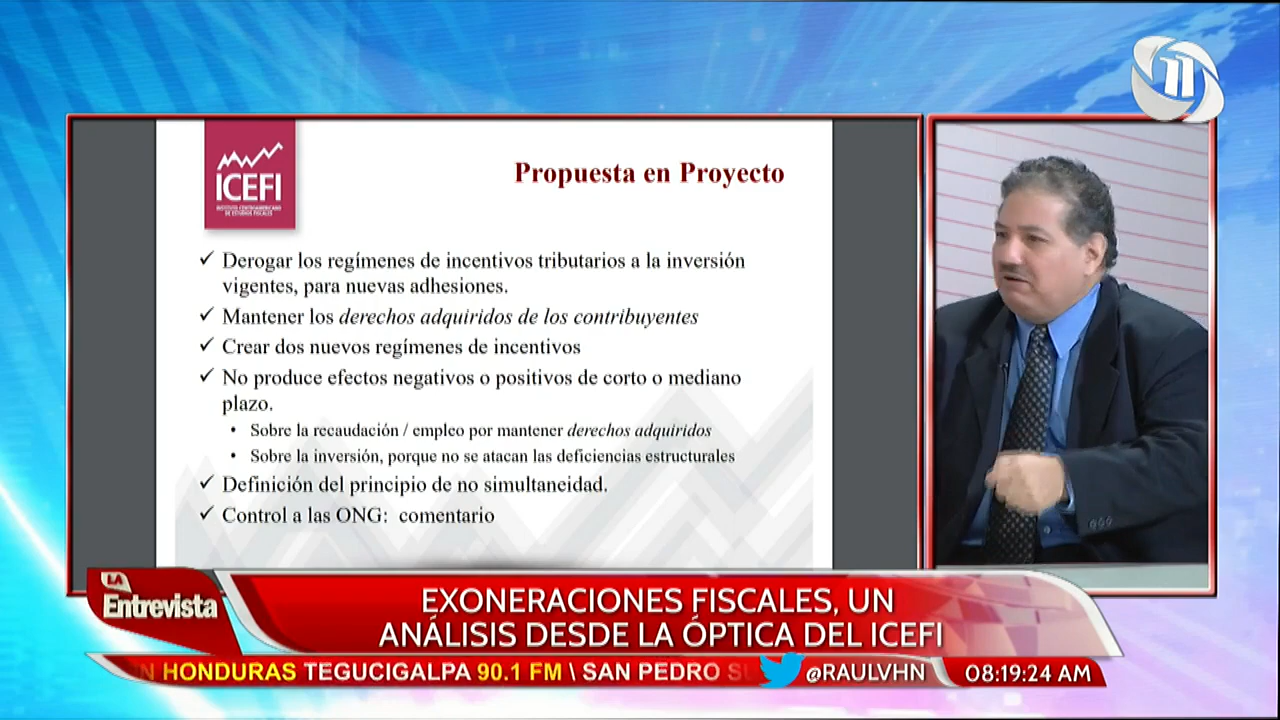 11
ICEFI
INSTITUTO CENTROAMERICANO
DE ESTUDIOS FISCALES
Propuesta en Proyecto
✓ Derogar los regímenes de incentivos tributarios a la inversión
vigentes, para nuevas adhesiones.
✓ Mantener los derechos adquiridos de los contribuyentes
✓ Crear dos nuevos regímenes de incentivos
✓ No produce efectos negativos o positivos de corto o mediano
plazo.
• Sobre la recaudación / empleo por mantener derechos adquiridos
• Sobre la inversión, porque no se atacan las deficiencias estructurales
✓ Definición del principio de no simultaneidad.
✓ Control a las ONG: comentario
LA
Entrevista
EXONERACIONES FISCALES, UN
ANÁLISIS DESDE LA ÓPTICA DEL ICEFI
N HONDURAS TEGUCIGALPA 90.1 FM \ SAN PEDRO SU
@RAULVHN
08:19:24 AM